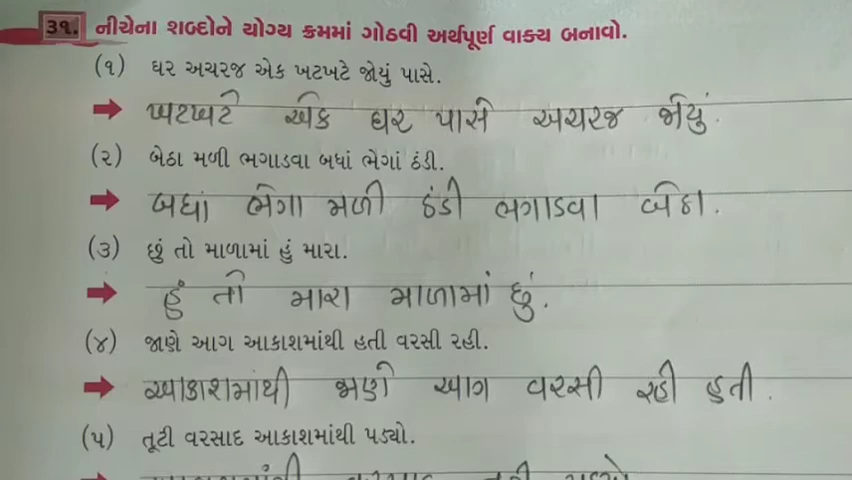 ૩૧. નીચેના શબ્દોને યોગ્ય ક્રમમાં ગોઠવી અર્થપૂર્ણ વાક્ય બનાવો.
(૧) ઘર અચરજ એક ખટખટે જોયું પાસે.
ખટખટે એક ઘર પાસે અચરજ જોયું.
(૨) બેઠા મળી ભગાડવા બધાં ભેગાં ઠંડી.
બધાં ભેગા મળી ઠંડી ભગાડવા બેઠા.
(૩) છું તો માળામાં હું મારા.
હું તો મારા માળામાં છું.
(૪) જાણે આગ આકાશમાંથી હતી વરસી રહી.
આકાશમાંથી જાણે આગ વરસી રહી હતી.
(૫) તૂટી વરસાદ આકાશમાંથી પડ્યો.